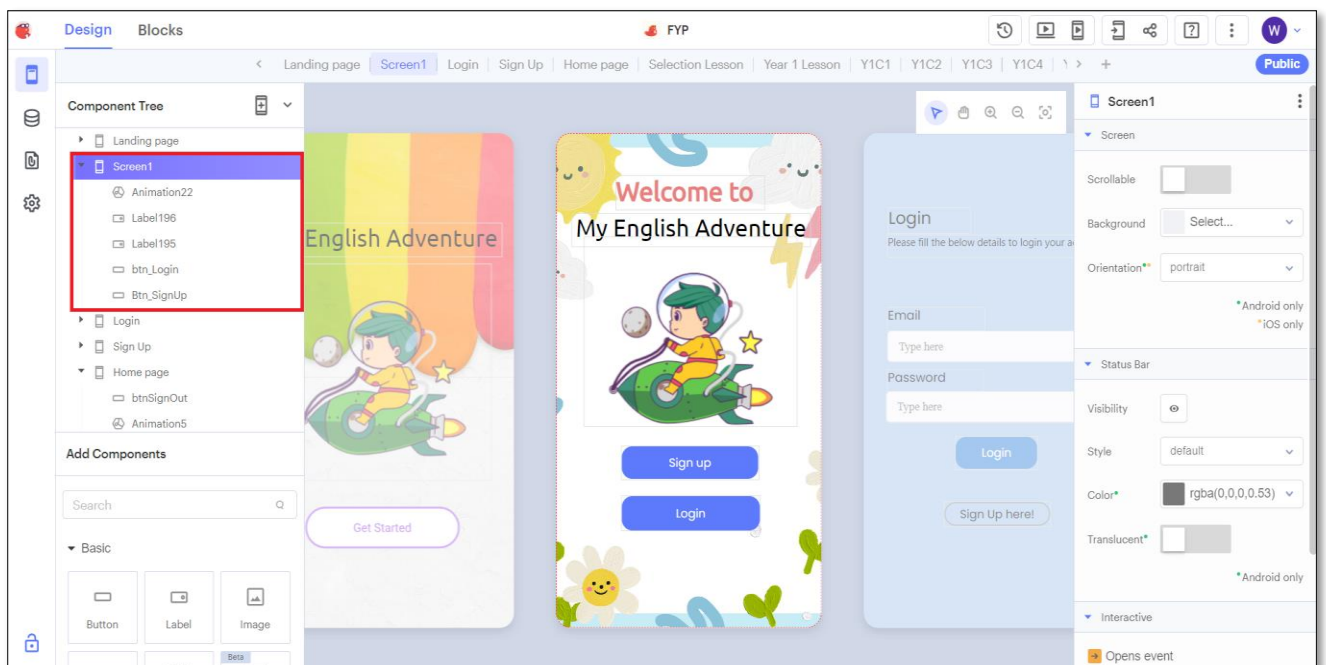 Design Blocks FYP W
Landing page Screen1 Login Sign Up Home page Selection Lesson Year 1 Lesson Y1C1 Y1C2 Y1C3 Y1C4 Public
Component Tree
Landing page
Screen1
Animation22
Label196
Label195
btn_Login
Btn_SignUp
Login
Sign Up
Home page
btnSignOut
Animation5
Add Components
Search
Basic
Button Label Image
Beta
English Adventure
Get Started
Welcome to
My English Adventure
Sign up
Login
Login
Please fill the below details to login your a
Email
Type here
Password
Type here
Login
Sign Up here!
Screen1
Screen
Scrollable
Background Select...
Orientation** portrait
*Android only
*iOS only
Status Bar
Visibility
Style default
Color* rgba(0,0,0,0.53)
Translucent*
*Android only
Interactive
Opens event